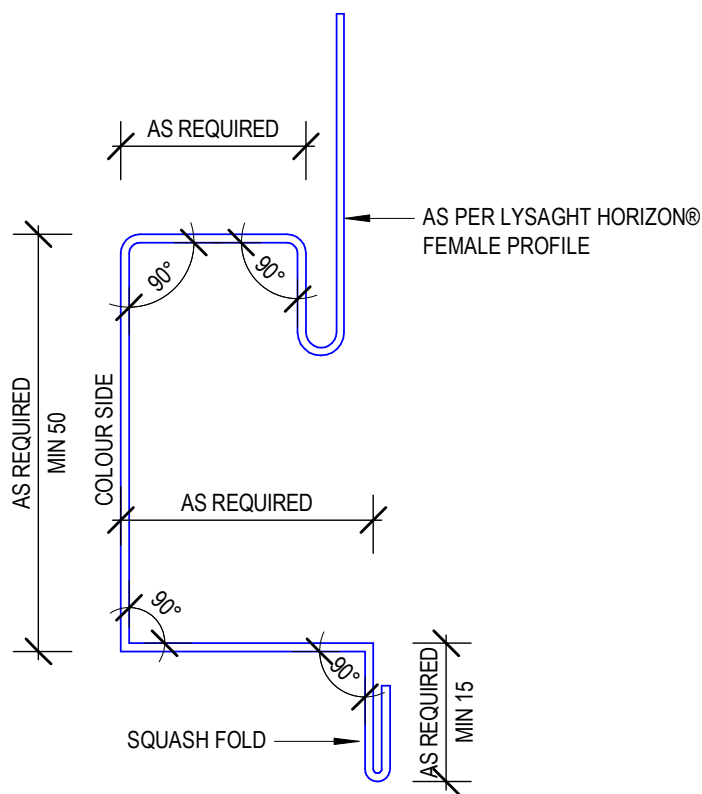 AS REQUIRED
AS PER LYSAGHT HORIZON®
FEMALE PROFILE
90°
90°
AS REQUIRED
MIN 50
COLOUR SIDE
AS REQUIRED
90°
90°
SQUASH FOLD
AS REQUIRED
MIN 15